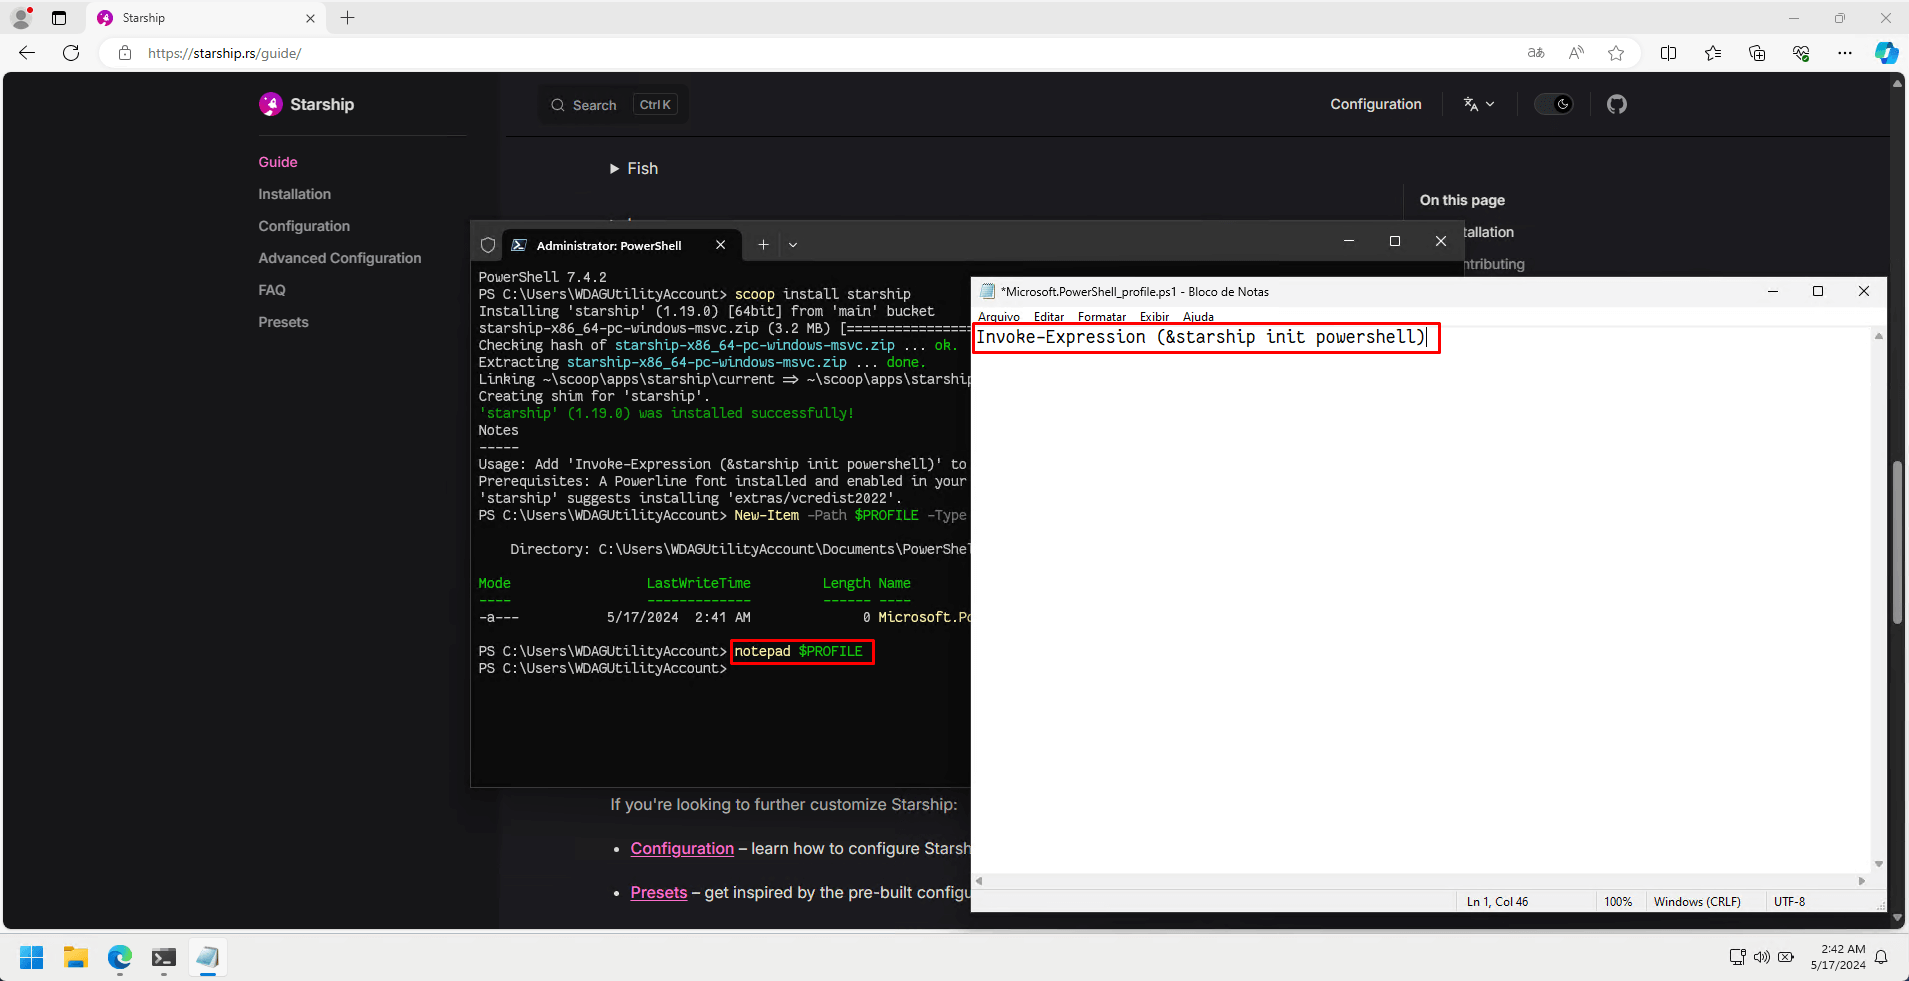 Starship
https://starship.rs/guide/
Starship
Search
Ctrl K
Configuration
Guide
Installation
Configuration
Advanced Configuration
FAQ
Presets
Fish
On this page
tallation
ntributing
Administrator: PowerShell
PowerShell 7.4.2
PS C:\Users\WDAGUtilityAccount> scoop install starship
Installing 'starship' (1.19.0) [64bit] from 'main' bucket
starship-x86_64-pc-windows-msvc.zip (3.2 MB) [================
Checking hash of starship-x86_64-pc-windows-msvc.zip ... ok.
Extracting starship-x86_64-pc-windows-msvc.zip ... done.
Linking ~\scoop\apps\starship\current => ~\scoop\apps\starship
Creating shim for 'starship'.
'starship' (1.19.0) was installed successfully!
Notes
-----
Usage: Add 'Invoke-Expression (&starship init powershell)' to
Prerequisites: A Powerline font installed and enabled in your
'starship' suggests installing 'extras/vcredist2022'.
PS C:\Users\WDAGUtilityAccount> New-Item -Path $PROFILE -Type
Directory: C:\Users\WDAGUtilityAccount\Documents\PowerShel
Mode LastWriteTime Length Name
---- ------------- ------ ----
-a--- 5/17/2024 2:41 AM 0 Microsoft.Po
PS C:\Users\WDAGUtilityAccount> notepad $PROFILE
PS C:\Users\WDAGUtilityAccount>
*Microsoft.PowerShell_profile.ps1 - Bloco de Notas
Arquivo Editar Formatar Exibir Ajuda
Invoke-Expression (&starship init powershell)
Ln 1, Col 46
100%
Windows (CRLF)
UTF-8
If you're looking to further customize Starship:
• Configuration – learn how to configure Starsh
• Presets – get inspired by the pre-built configu
2:42 AM
5/17/2024